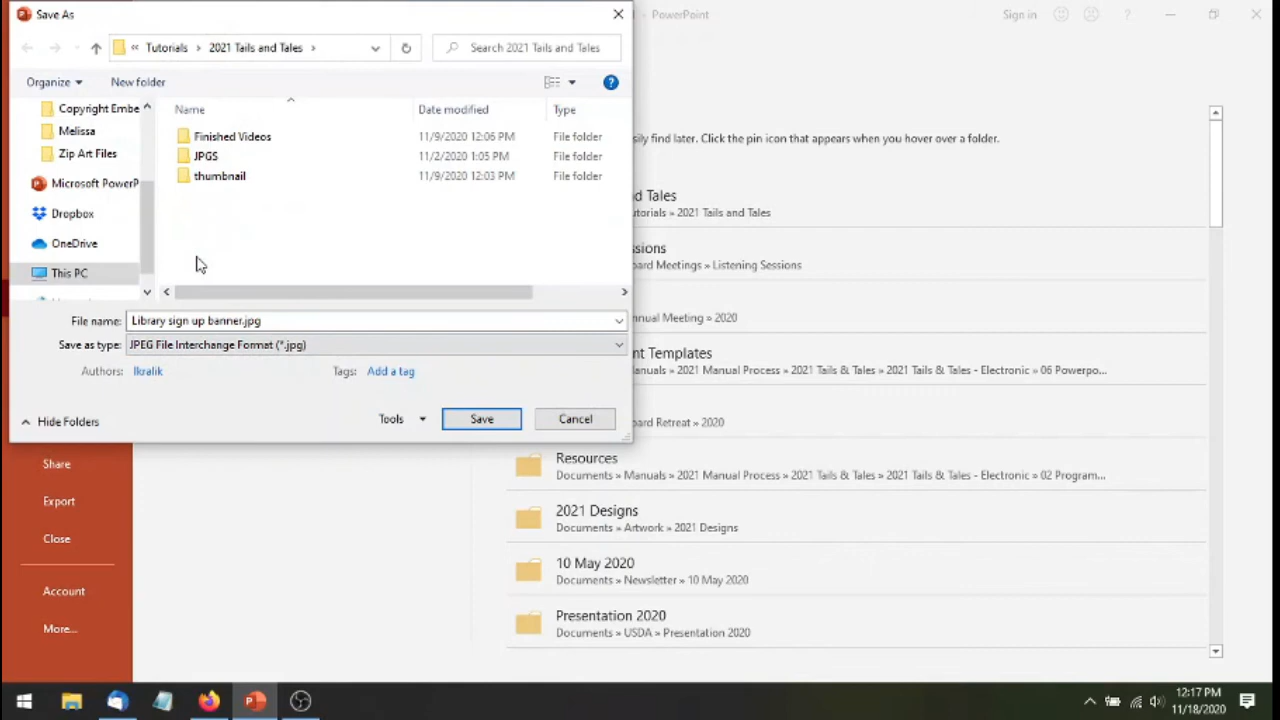 Save As
PowerPoint
Sign in
?
« Tutorials > 2021 Tails and Tales >
Search 2021 Tails and Tales
Organize
New folder
?
Copyright Embe
Melissa
Zip Art Files
Microsoft PowerP
Dropbox
OneDrive
This PC
Name Date modified Type
Finished Videos 11/9/2020 12:06 PM File folder
JPGS 11/2/2020 1:05 PM File folder
thumbnail 11/9/2020 12:03 PM File folder
File name: Library sign up banner.jpg
Save as type: JPEG File Interchange Format (*.jpg)
Authors: lkralik Tags: Add a tag
Hide Folders
Tools
Save
Cancel
Share
Export
Close
Account
More...
sily find later. Click the pin icon that appears when you hover over a folder.
d Tales
utorials » 2021 Tails and Tales
sions
oard Meetings » Listening Sessions
nnual Meeting » 2020
nt Templates
Manuals » 2021 Manual Process » 2021 Tails & Tales » 2021 Tails & Tales - Electronic » 06 Powerpo...
oard Retreat » 2020
Resources
Documents » Manuals » 2021 Manual Process » 2021 Tails & Tales » 2021 Tails & Tales - Electronic » 02 Program...
2021 Designs
Documents » Artwork » 2021 Designs
10 May 2020
Documents » Newsletter » 10 May 2020
Presentation 2020
Documents » USDA » Presentation 2020
12:17 PM
11/18/2020